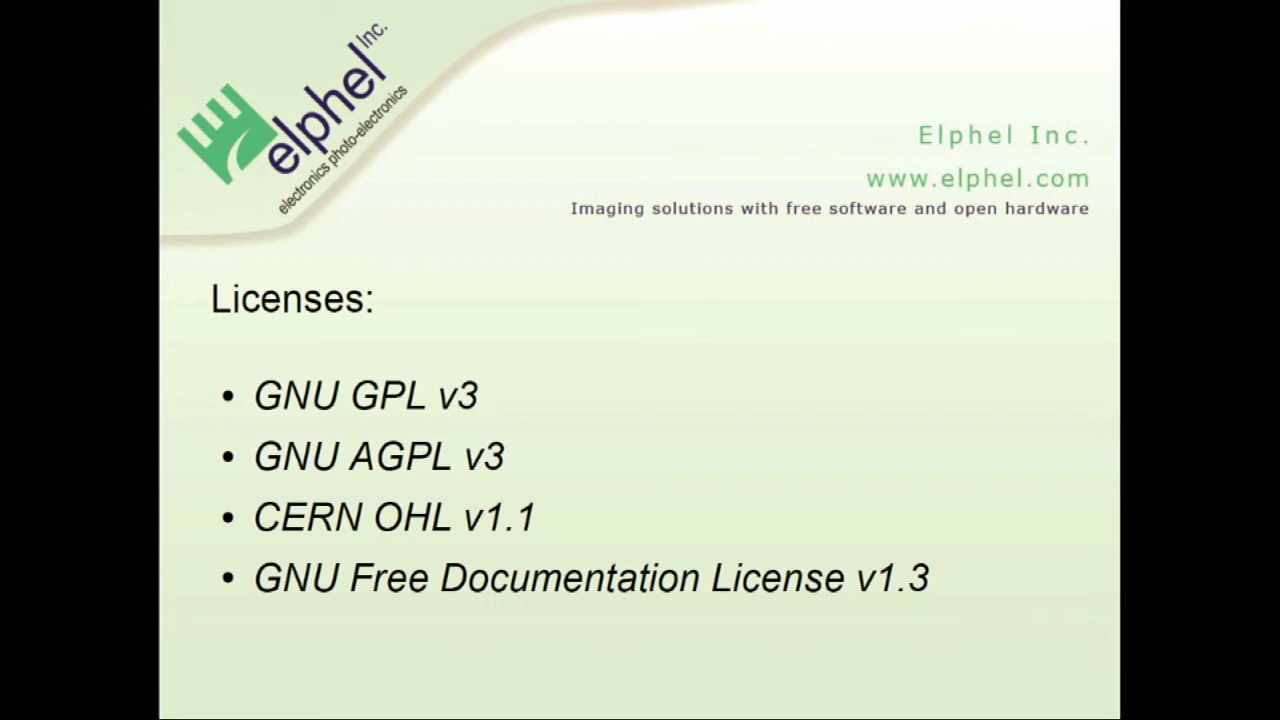 elphel Inc.
electronics photo-electronics
Elphel Inc.
www.elphel.com
Imaging solutions with free software and open hardware
Licenses:
• GNU GPL v3
• GNU AGPL v3
• CERN OHL v1.1
• GNU Free Documentation License v1.3